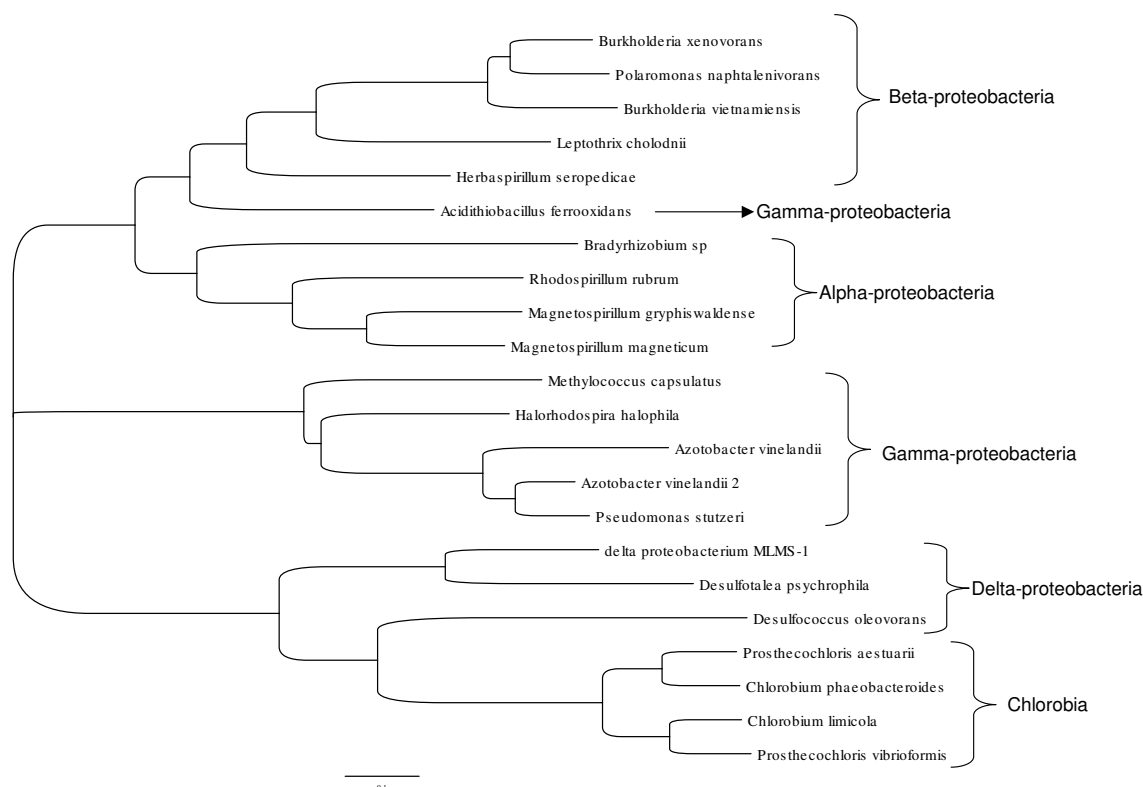 Burkholderia xenovorans
Polaromonas naphtalenivorans
Beta-proteobacteria
Burkholderia vietnamiensis
Leptothrix cholodnii
Herbaspirillum seropedicae
Acidithiobacillus ferrooxidans
Gamma-proteobacteria
Bradyrhizobium sp
Rhodospirillum rubrum
Alpha-proteobacteria
Magnetospirillum gryphiswaldense
Magnetospirillum magneticum
Methylococcus capsulatus
Halorhodospira halophila
Azotobacter vinelandii
Gamma-proteobacteria
Azotobacter vinelandii 2
Pseudomonas stutzeri
delta proteobacterium MLMS-1
Desulfotalea psychrophila
Delta-proteobacteria
Desulfococcus oleovorans
Prosthecochloris aestuarii
Chlorobium phaeobacteroides
Chlorobia
Chlorobium limicola
Prosthecochloris vibrioformis